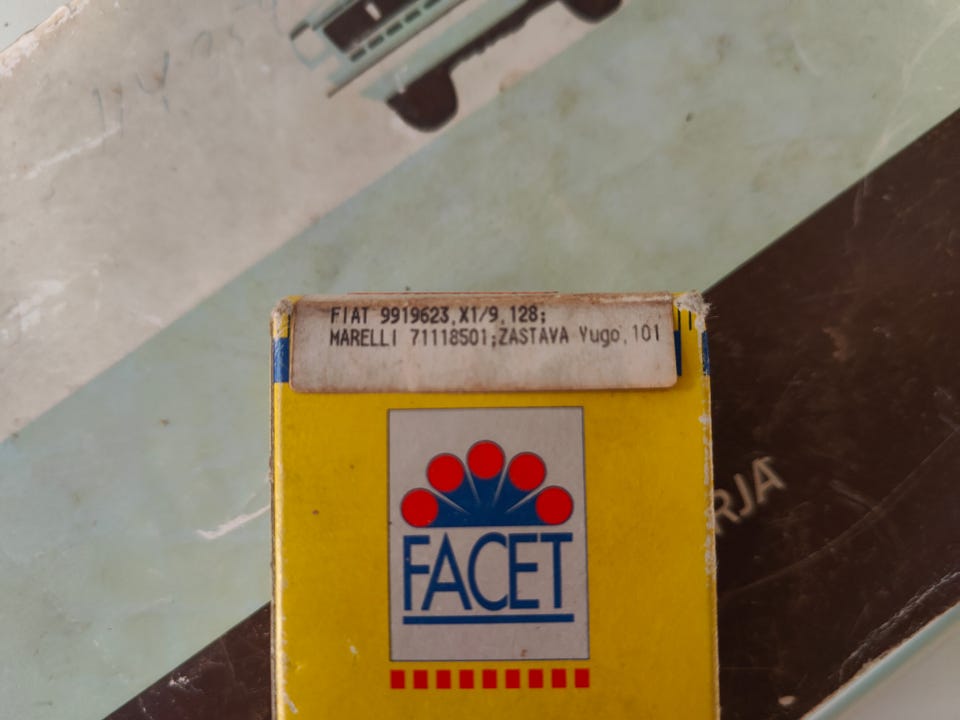 FIAT 9919623,X1/9,128;
MARELLI 71118501;ZASTAVA Yugo,101
FACET
RJA